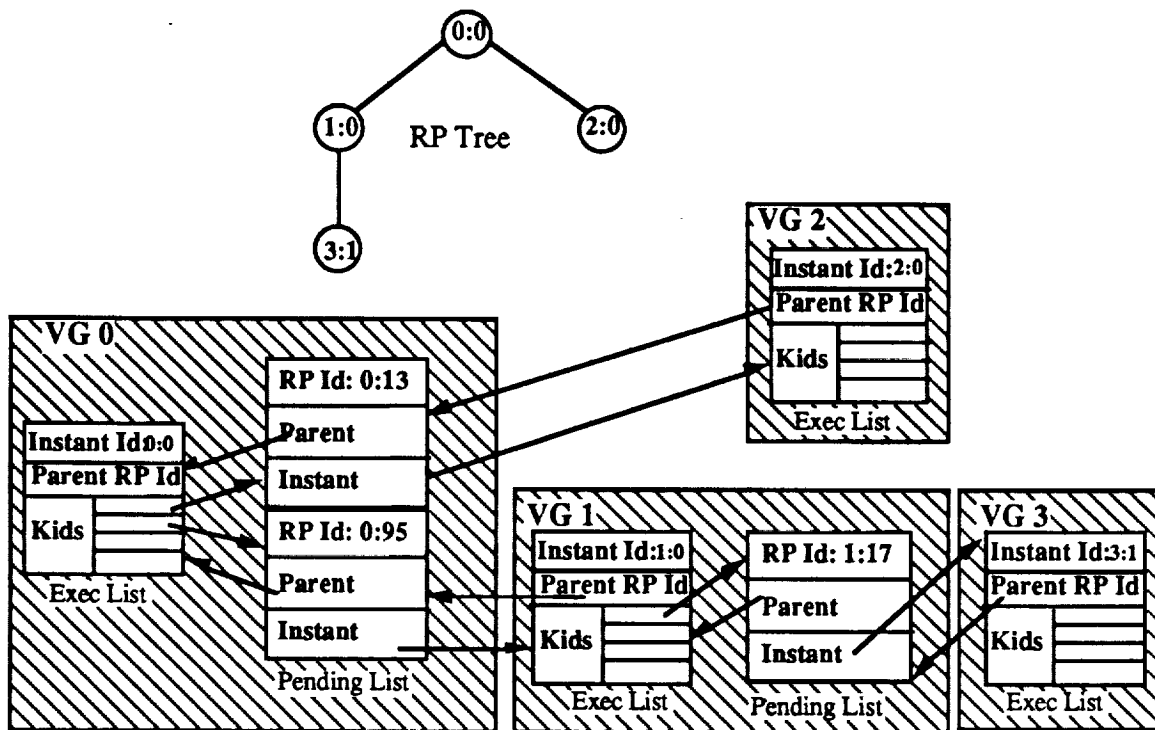 0:0
1:0
RP Tree
2:0
3:1
VG 2
Instant Id:2:0
Parent RP Id
Kids
Exec List
VG 0
RP Id: 0:13
Parent
Instant
RP Id: 0:95
Parent
Instant
Pending List
Instant Id:0:0
Parent RP Id
Kids
Exec List
VG 1
Instant Id:1:0
Parent RP Id
Kids
Exec List
RP Id: 1:17
Parent
Instant
Pending List
VG 3
Instant Id:3:1
Parent RP Id
Kids
Exec List